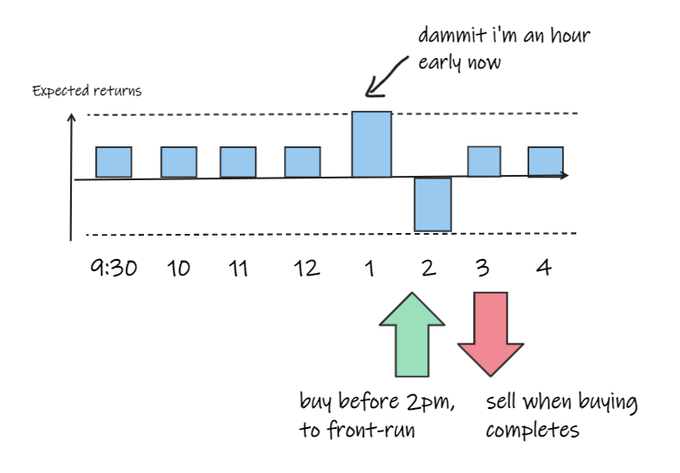 dammit i'm an hour
early now
Expected returns
9:30 10 11 12 1 2 3 4
buy before 2pm,
to front-run
sell when buying
completes